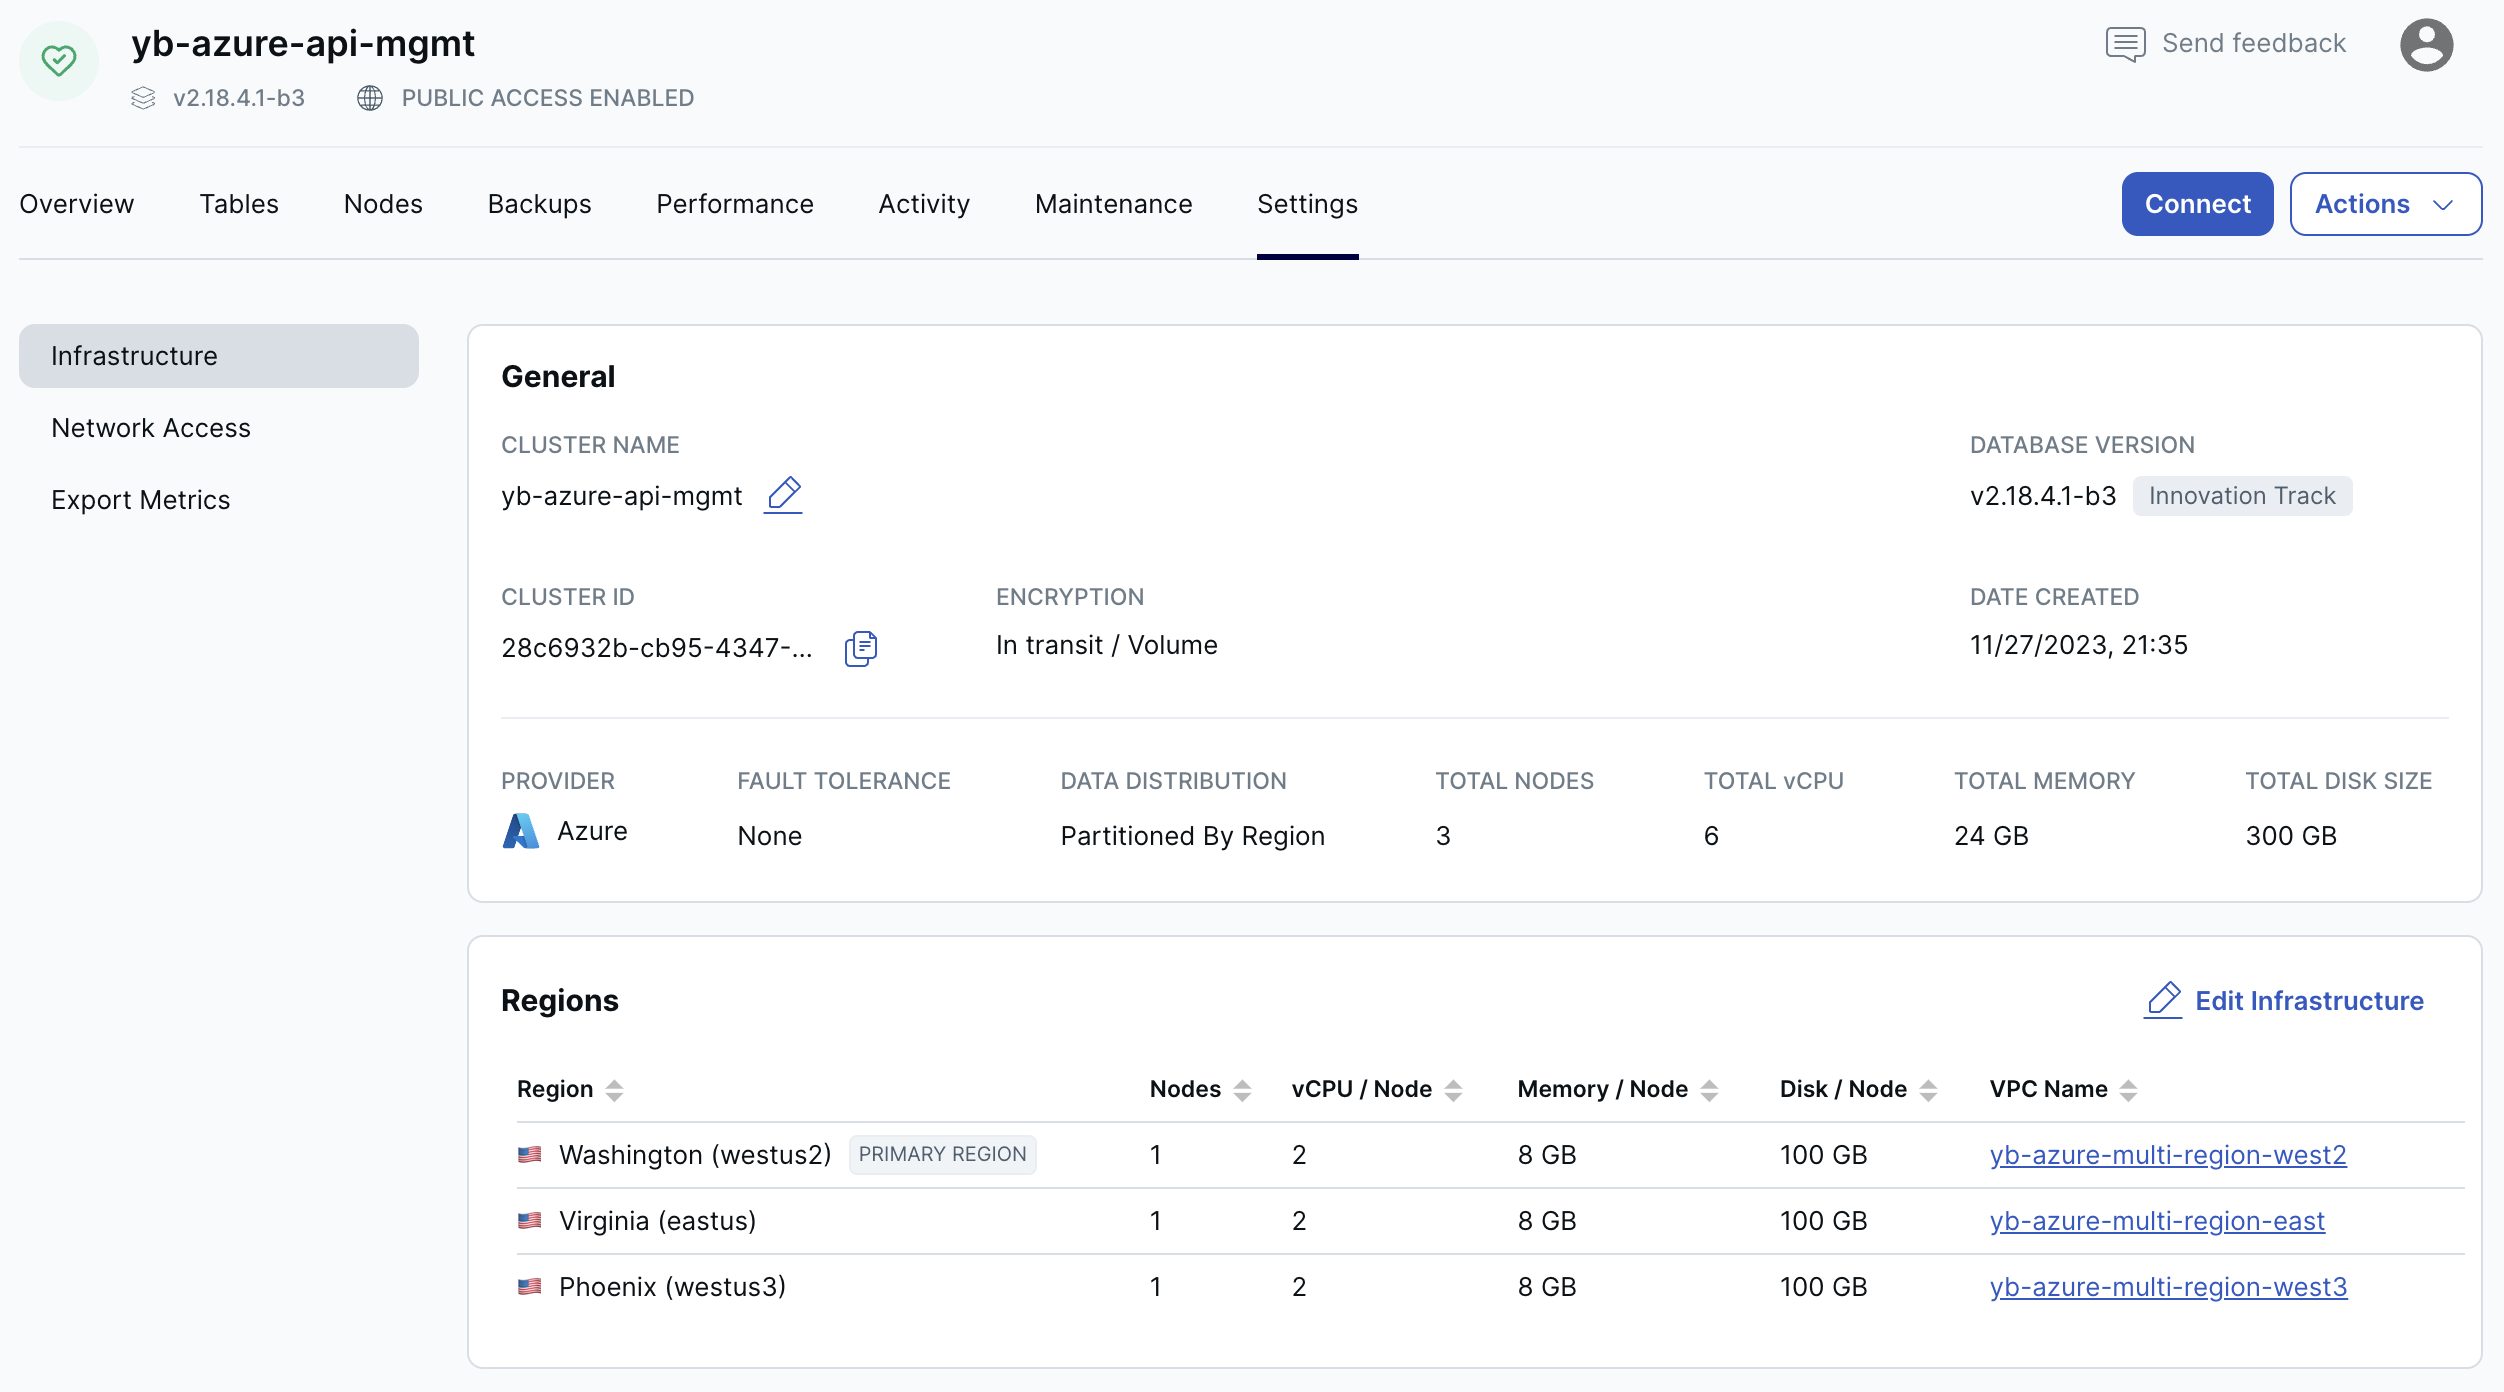 yb-azure-api-mgmt
Send feedback
v2.18.4.1-b3 PUBLIC ACCESS ENABLED
Overview Tables Nodes Backups Performance Activity Maintenance Settings Connect Actions
Infrastructure
Network Access
Export Metrics
General
CLUSTER NAME DATABASE VERSION
yb-azure-api-mgmt v2.18.4.1-b3 Innovation Track
CLUSTER ID ENCRYPTION DATE CREATED
28c6932b-cb95-4347-... In transit / Volume 11/27/2023, 21:35
PROVIDER FAULT TOLERANCE DATA DISTRIBUTION TOTAL NODES TOTAL vCPU TOTAL MEMORY TOTAL DISK SIZE
Azure None Partitioned By Region 3 6 24 GB 300 GB
Regions Edit Infrastructure
Region Nodes vCPU / Node Memory / Node Disk / Node VPC Name
Washington (westus2) PRIMARY REGION 1 2 8 GB 100 GB yb-azure-multi-region-west2
Virginia (eastus) 1 2 8 GB 100 GB yb-azure-multi-region-east
Phoenix (westus3) 1 2 8 GB 100 GB yb-azure-multi-region-west3